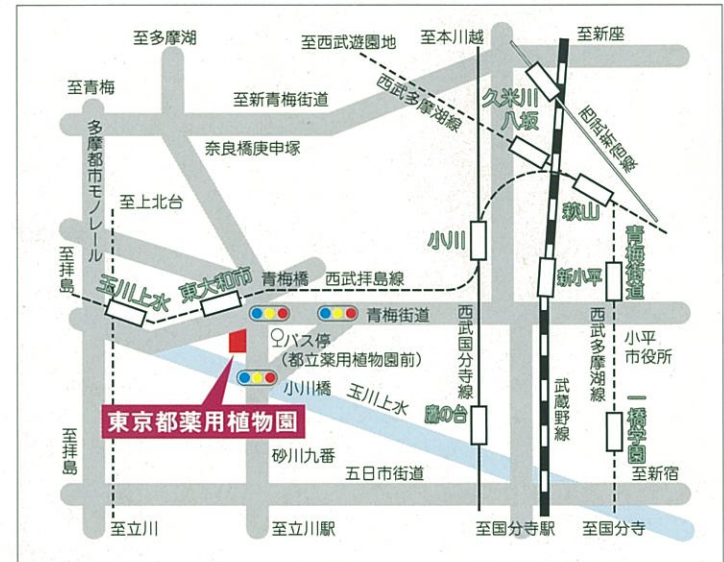 至多摩湖
至西武遊園地
至本川越
至新座
至青梅
至新青梅街道
西武多摩湖線
久米川
八坂
西武新宿線
奈良橋庚申塚
多摩都市モノレール
至上北台
萩山
小川
青梅街道
至拝島
玉川上水
東大和市
青梅橋
西武拝島線
新小平
青梅街道
バス停
(都立薬用植物園前)
西武国分寺線
西武多摩湖線
小平
市役所
小川橋
玉川上水
武蔵野線
東京都薬用植物園
鷹の台
一橋学園
至拝島
砂川九番
五日市街道
至新宿
至立川
至立川駅
至国分寺駅
至国分寺